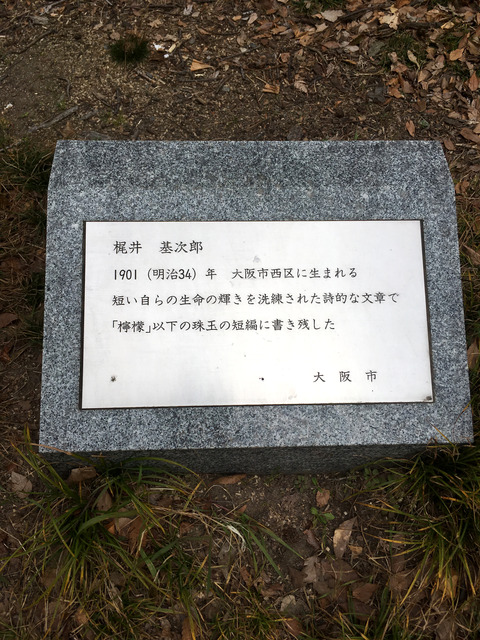 梶井　基次郎
1901（明治34）年　大阪市西区に生まれる
短い自らの生命の輝きを洗練された詩的な文章で
「檸檬」以下の珠玉の短編に書き残した
大　阪　市